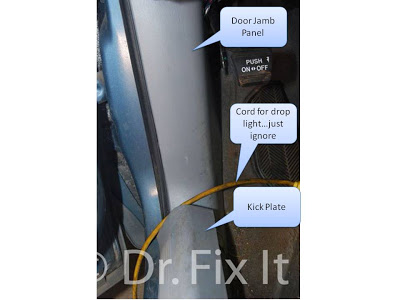 Door Jamb
Panel
PUSH
ON OFF
Cord for drop
light...just
ignore
Kick Plate
© Dr. Fix It